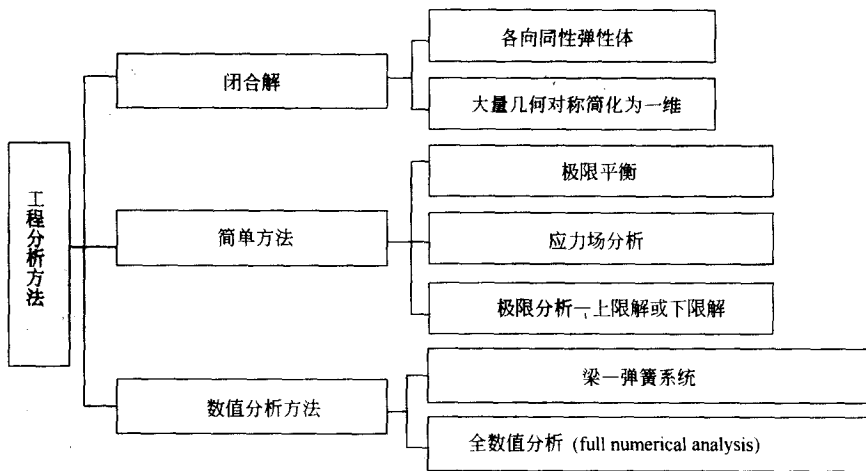 工程分析方法
闭合解
各向同性弹性体
大量几何对称简化为一维
简单方法
极限平衡
应力场分析
极限分析—上限解或下限解
数值分析方法
梁—弹簧系统
全数值分析 (full numerical analysis)